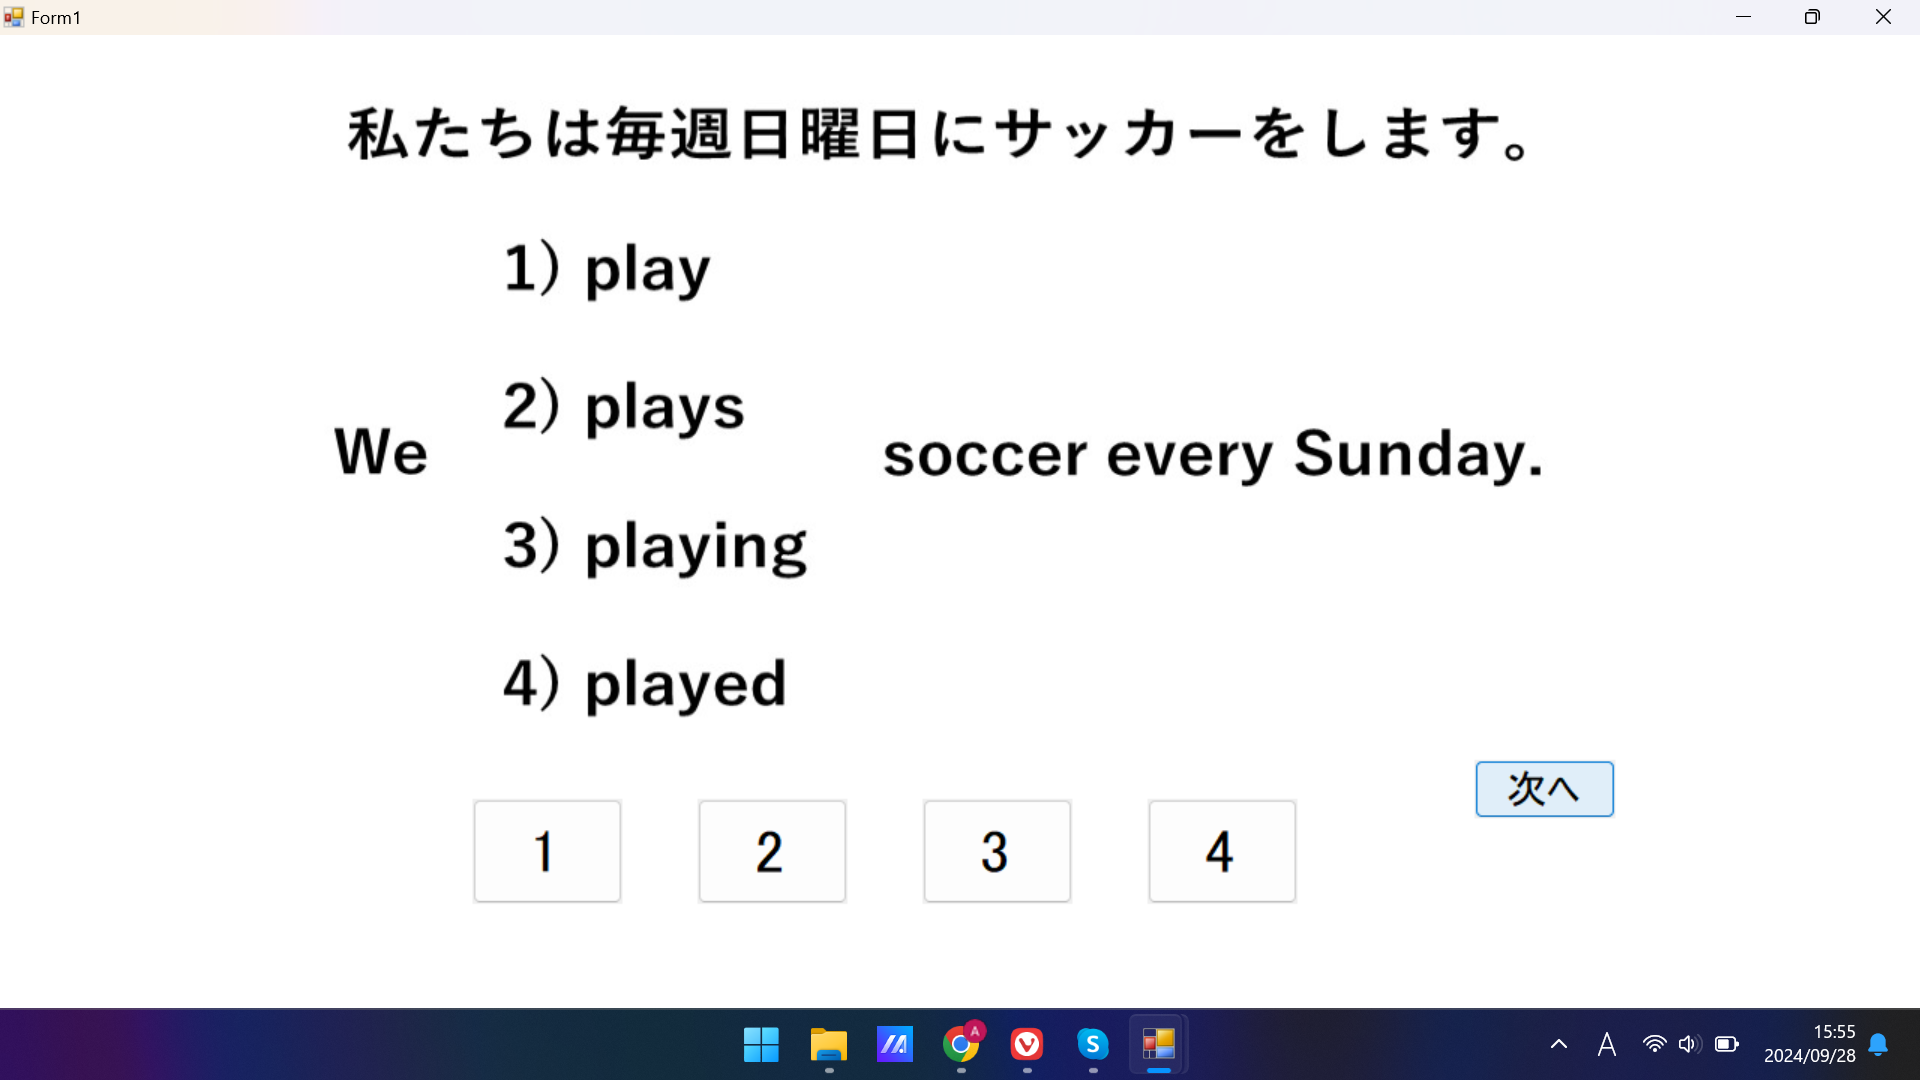 Form1
私たちは毎週日曜日にサッカーをします。
1) play
2) plays
We
soccer every Sunday.
3) playing
4) played
次へ
1 2 3 4
A
S
A
15:55
2024/09/28